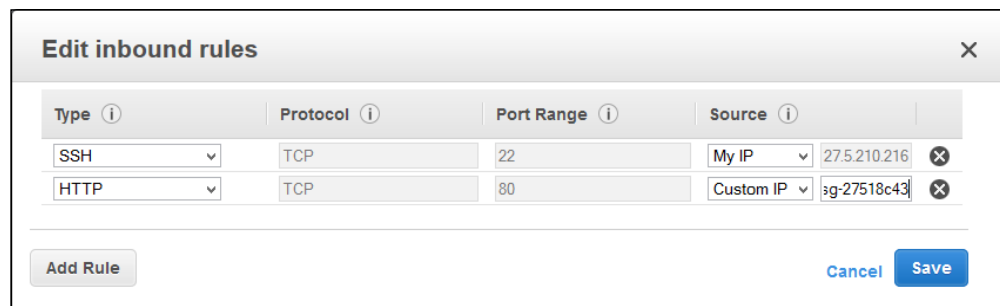 Edit inbound rules
Type Protocol Port Range Source
SSH TCP 22 My IP 27.5.210.216
HTTP TCP 80 Custom IP sg-27518c43
Add Rule Cancel Save